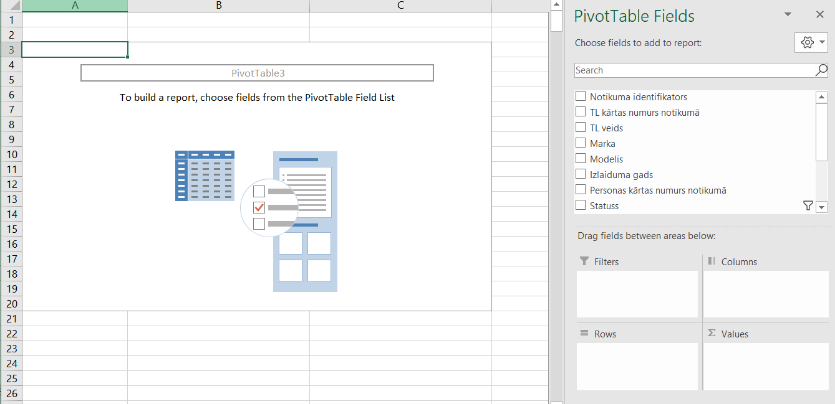 A B C
PivotTable Fields
1
Choose fields to add to report:
2
3
Search
4
PivotTable3
5
6
To build a report, choose fields from the PivotTable Field List
Notikuma identifikators
7
TL kārtas numurs notikumā
8
TL veids
9
Marka
10
Modelis
11
Izlaiduma gads
12
Personas kārtas numurs notikumā
13
Statuss
14
15
Drag fields between areas below:
16
17
Filters
Columns
18
19
20
21
22
Rows
Σ Values
23
24
25
26